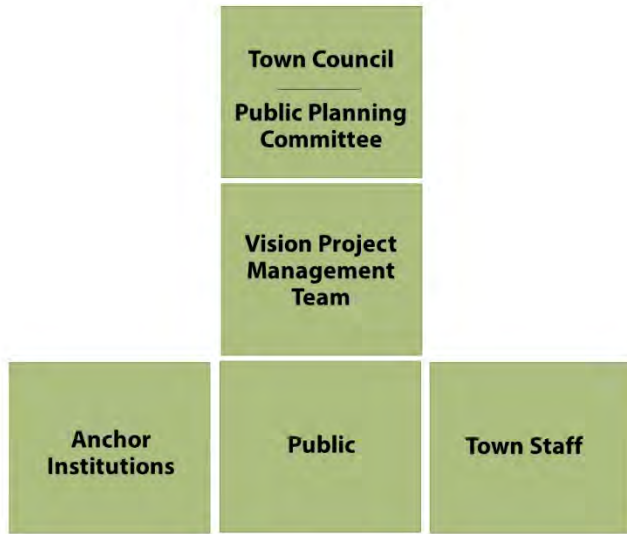 Town Council
Public Planning
Committee
Vision Project
Management
Team
Anchor
Institutions
Public
Town Staff